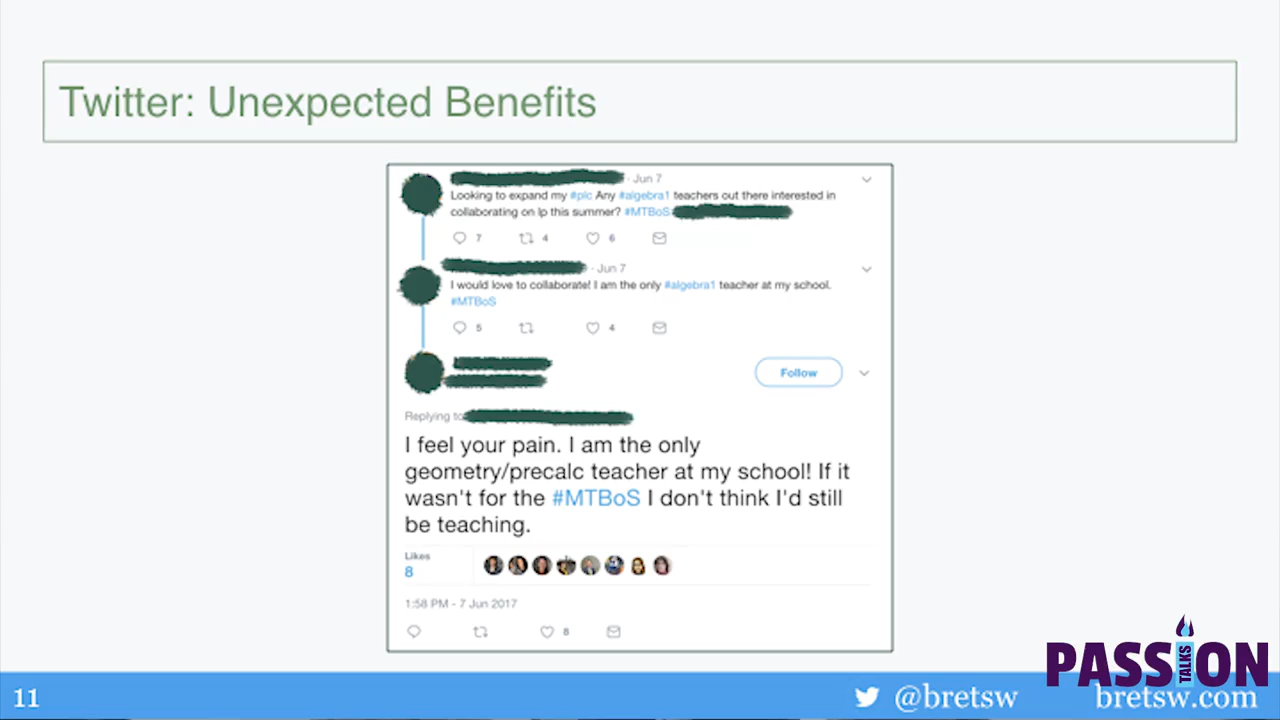 Twitter: Unexpected Benefits
· Jun 7
Looking to expand my #plc Any #algebra1 teachers out there interested in
collaborating on lp this summer? #MTBoS
7 4 6
· Jun 7
I would love to collaborate! I am the only #algebra1 teacher at my school.
#MTBoS
5 4
Follow
Replying to
I feel your pain. I am the only
geometry/precalc teacher at my school! If it
wasn't for the #MTBoS I don't think I'd still
be teaching.
Likes
8
1:58 PM - 7 Jun 2017
8
PASSION
TALKS
11
@bretsw
bretsw.com